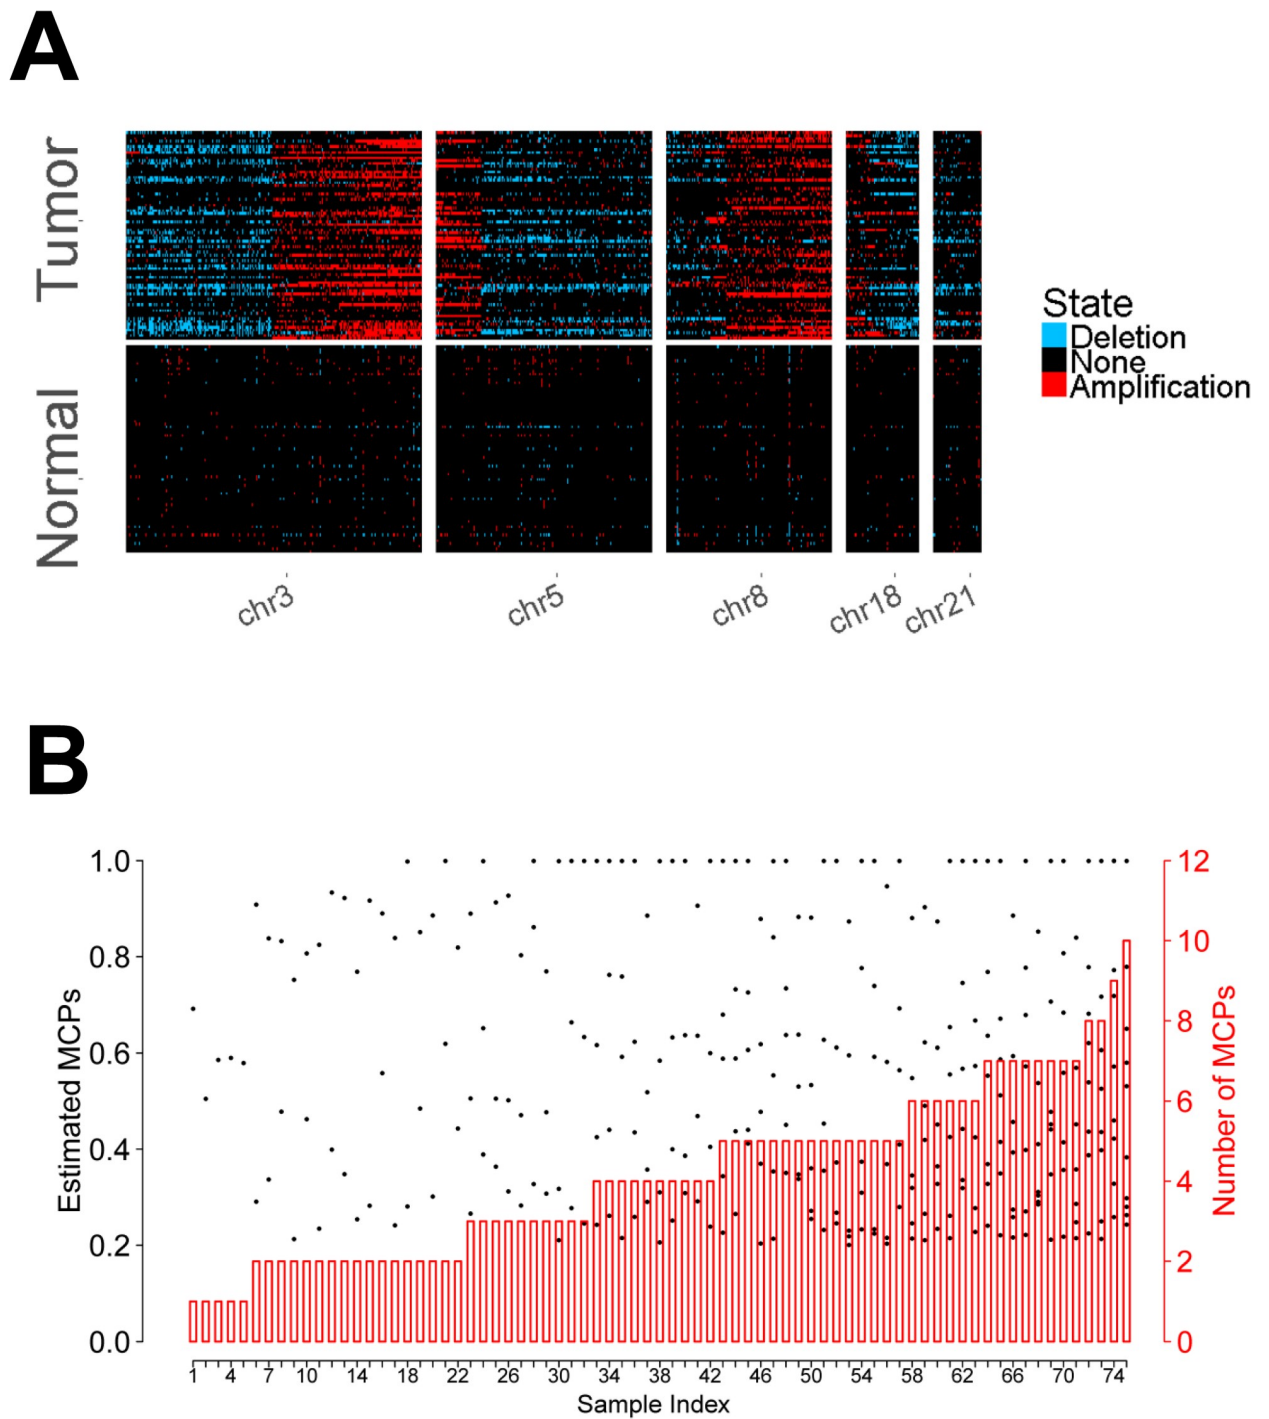 A
Tumor
Normal
State
Deletion
None
Amplification
chr3
chr5
chr8
chr18
chr21
B
Estimated MCPs
1.0
0.8
0.6
0.4
0.2
0.0
12
10
8
6
4
2
0
Number of MCPs
1 4 7 10 14 18 22 26 30 34 38 42 46 50 54 58 62 66 70 74
Sample Index